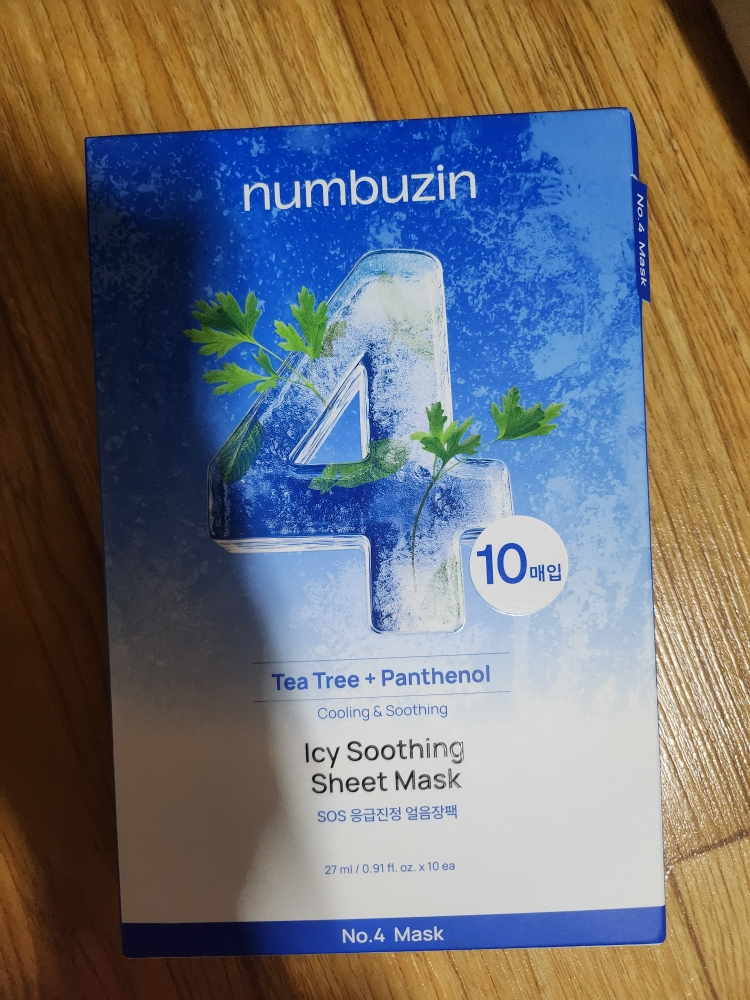 numbuzin
No.4 Mask
10매입
Tea Tree + Panthenol
Cooling & Soothing
Icy Soothing
Sheet Mask
SOS 응급진정 얼음장팩
27 ml / 0.91 fl. oz. x 10 ea
No.4 Mask